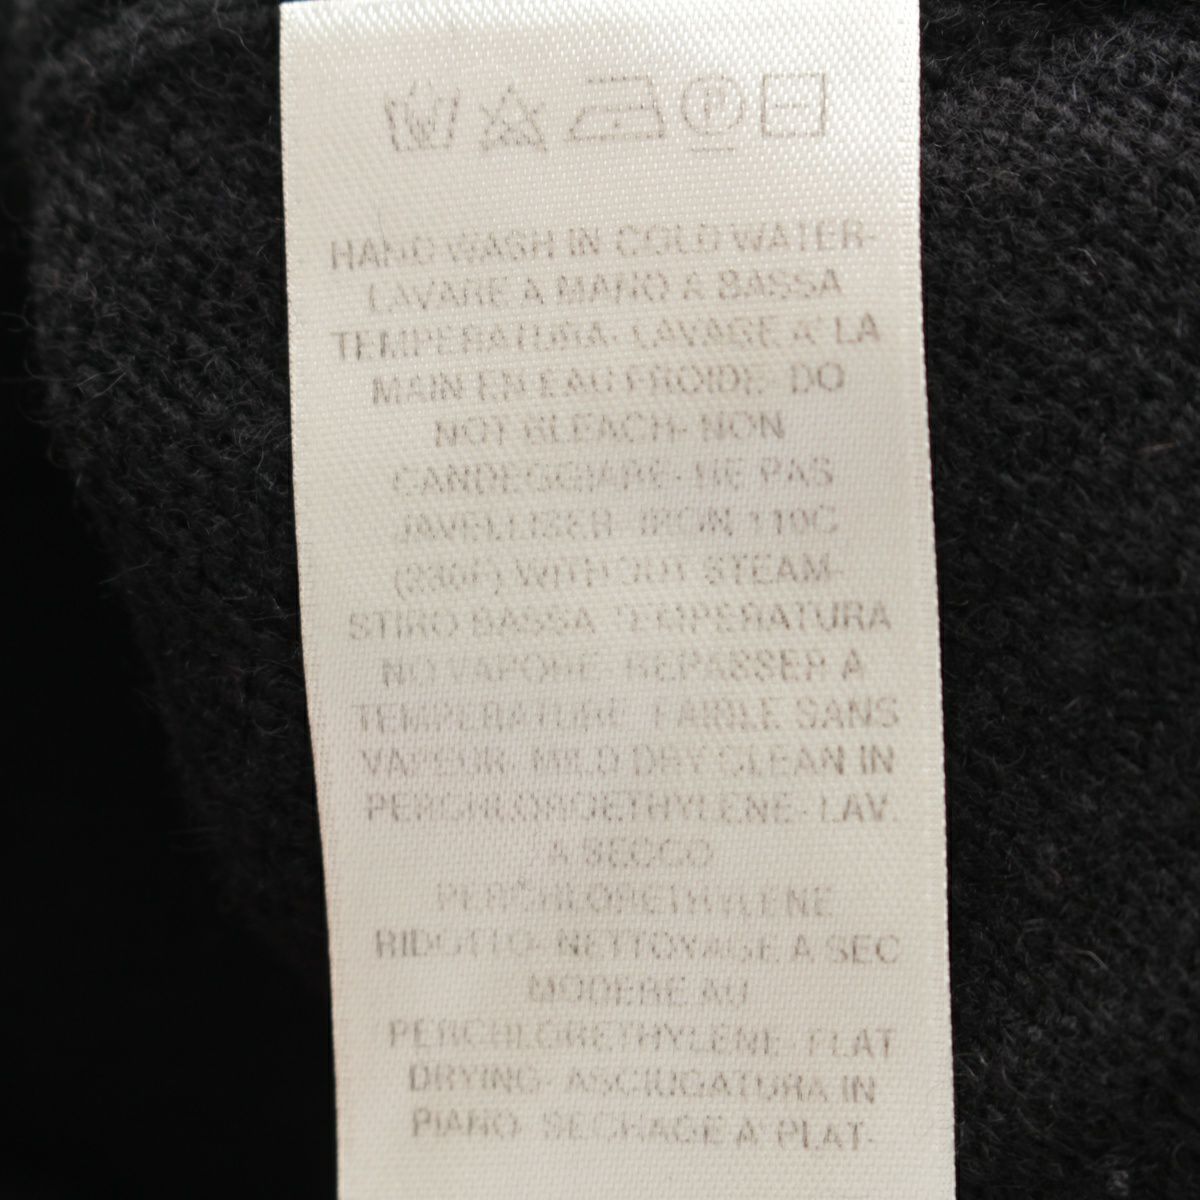 HAND WASH IN COLD WATER-
LAVARE A MANO A BASSA
TEMPERATURA- LAVAGE A' LA
MAIN EN EAU FROIDE- DO
NOT BLEACH- NON
CANDEGGIARE- NE PAS
JAVELLISER- IRON 110C
(230F) WITHOUT STEAM-
STIRO BASSA TEMPERATURA
NO VAPORE- REPASSER A
TEMPERATURE FAIBLE SANS
VAPEUR- MILD DRY CLEAN IN
PERCHLOROETHYLENE- LAV.
A SECCO
PERCHLORETHYLENE
RIDOTTO- NETTOYAGE A SEC
MODERE AU
PERCHLORETHYLENE- FLAT
DRYING- ASCIUGATURA IN
PIANO- SECHAGE A' PLAT-